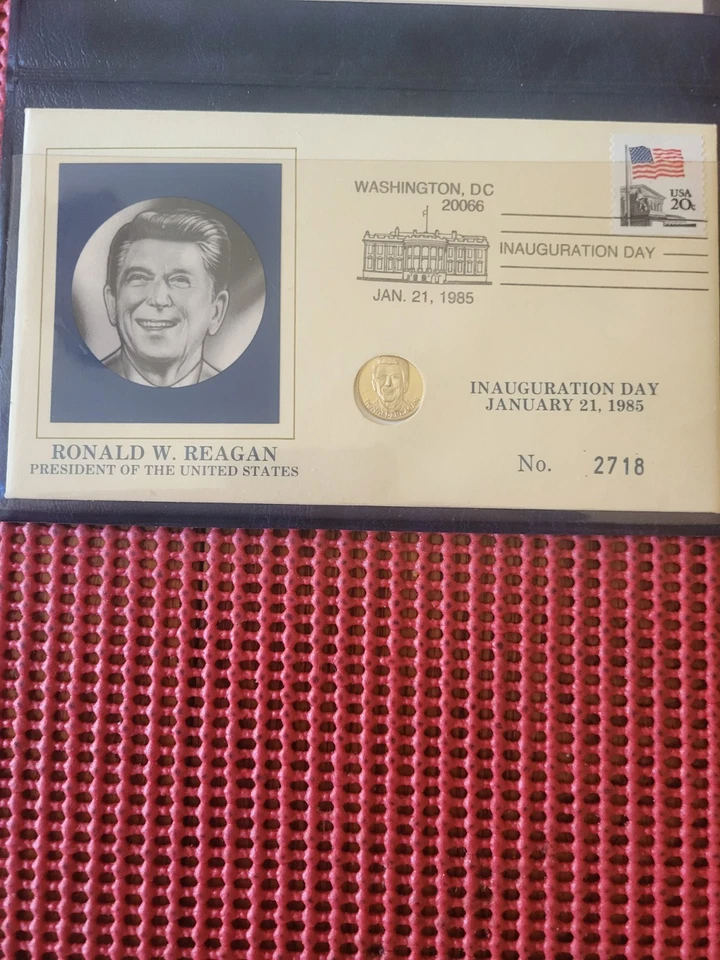 WASHINGTON, DC
20066
INAUGURATION DAY
JAN. 21, 1985
USA
20c
INAUGURATION DAY
JANUARY 21, 1985
No. 2718
RONALD W. REAGAN
PRESIDENT OF THE UNITED STATES